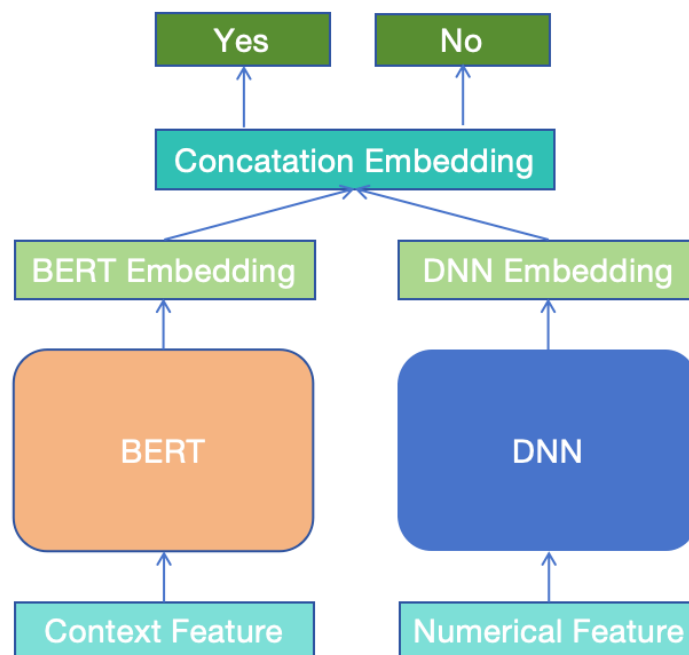 Yes
No
Concatation Embedding
BERT Embedding
DNN Embedding
BERT
DNN
Context Feature
Numerical Feature